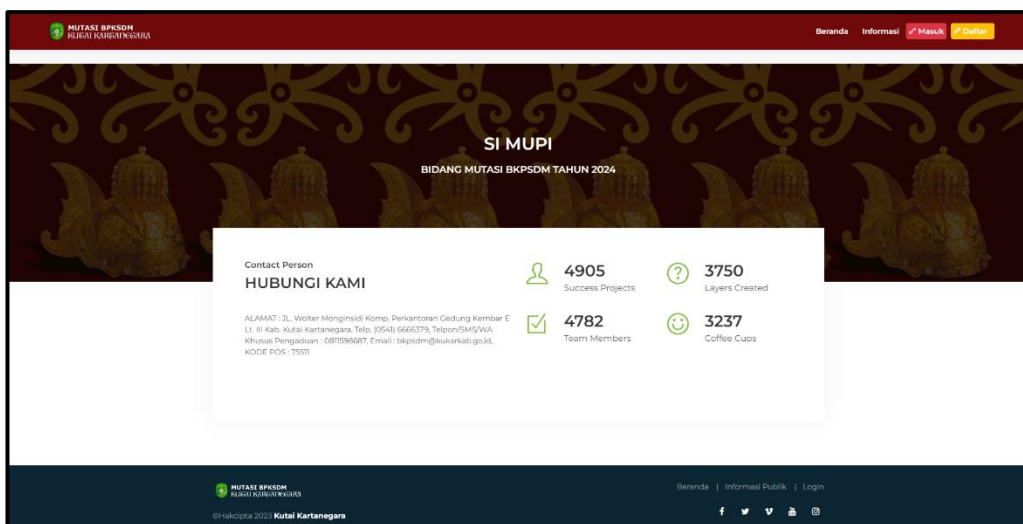 MUTASI BPKSDM
KUTAI KARTANEGARA
Beranda Informasi Masuk Daftar
SI MUPI
BIDANG MUTASI BKPSDM TAHUN 2024
Contact Person
HUBUNGI KAMI
ALAMAT : JL. Wolter Monginsidi Komp. Perkantoran Gedung Kembar E
Lt. III Kab. Kutai Kartanegara, Telp. (0541) 6666379, Telpon/SMS/WA
Khusus Pengaduan : 0811598687, Email : bkpsdm@kukarkab.go.id,
KODE POS : 75511
4905
Success Projects
3750
Layers Created
4782
Team Members
3237
Coffee Cups
MUTASI BPKSDM
KUTAI KARTANEGARA
Beranda | Informasi Publik | Login
©Hakcipta 2023 Kutai Kartanegara